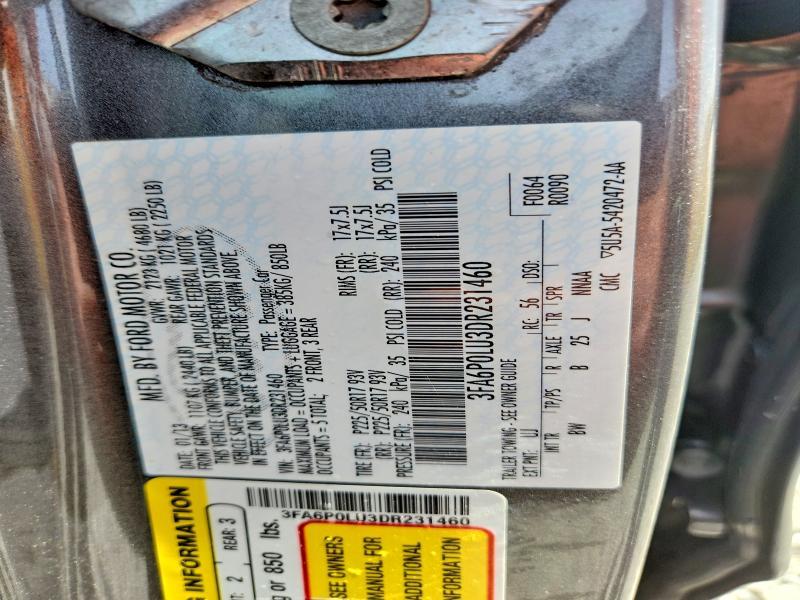 MFD. BY FORD MOTOR CO.
DATE: 01/13 GVWR: 2123 KG ( 4680 LB)
FRONT GAWR: 1107 KG ( 2440 LB) REAR GAWR: 1021 KG ( 2250 LB)
THIS VEHICLE CONFORMS TO ALL APPLICABLE FEDERAL MOTOR
VEHICLE SAFETY, BUMPER, AND THEFT PREVENTION STANDARDS
IN EFFECT ON THE DATE OF MANUFACTURE SHOWN ABOVE.
VIN: 3FA6P0LU3DR231460 TYPE: Passenger Car
MAXIMUM LOAD = OCCUPANTS + LUGGAGE = 385KG / 850LB
OCCUPANTS = 5 TOTAL; 2 FRONT, 3 REAR
TIRE FR: P225/50R17 93V RIMS (FR): 17x7.5J
(RR): P225/50R17 93V (RR): 17x7.5J
PRESSURE (FR): 240 kPa/ 35 PSI COLD (RR): 240 kPa/ 35 PSI COLD
3FA6P0LU3DR231460
TRAILER TOWING - SEE OWNER GUIDE F0064
R0090
EXT PNT: UJ RC: 56 DSO:
INT TR TP/PS R AXLE TR SPR
BW B 25 J NNAA
CMC ▽5U5A-5420472-AA
G INFORMATION
T: 2 REAR: 3
g or 850 lbs.
3FA6P0LU3DR231460
SEE OWNERS
MANUAL FOR
ADDITIONAL
INFORMATION